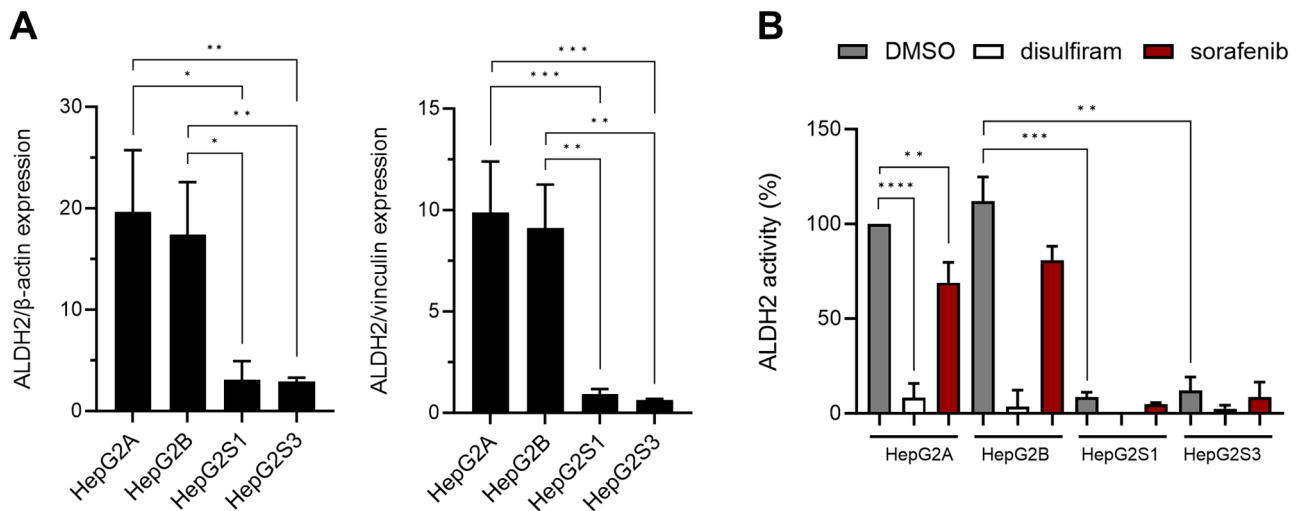 A
ALDH2/β-actin expression
30
20
10
0
* *
*
* *
*
HepG2A
HepG2B
HepG2S1
HepG2S3
ALDH2/vinculin expression
15
10
5
0
* * *
* * *
* *
* *
HepG2A
HepG2B
HepG2S1
HepG2S3
B
DMSO disulfiram sorafenib
ALDH2 activity (%)
150
100
50
0
* *
* * *
* *
* * * *
HepG2A HepG2B HepG2S1 HepG2S3